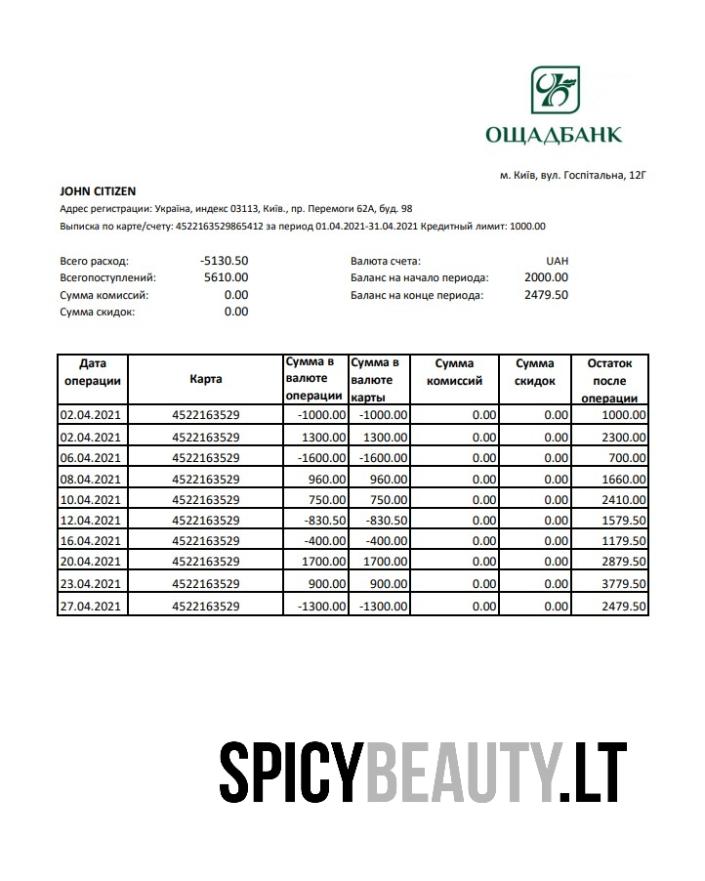 ОЩАДБАНК
м. Київ, вул. Госпітальна, 12Г
JOHN CITIZEN
Адрес регистрации: Україна, индекс 03113, Київ., пр. Перемоги 62А, буд. 98
Выписка по карте/счету: 4522163529865412 за период 01.04.2021-31.04.2021 Кредитный лимит: 1000.00
Всего расход: -5130.50 Валюта счета: UAH
Всегопоступлений: 5610.00 Баланс на начало периода: 2000.00
Сумма комиссий: 0.00 Баланс на конце периода: 2479.50
Сумма скидок: 0.00
Дата операции Карта Сумма в валюте операции Сумма в валюте карты Сумма комиссий Сумма скидок Остаток после операции
02.04.2021 4522163529 -1000.00 -1000.00 0.00 0.00 1000.00
02.04.2021 4522163529 1300.00 1300.00 0.00 0.00 2300.00
06.04.2021 4522163529 -1600.00 -1600.00 0.00 0.00 700.00
08.04.2021 4522163529 960.00 960.00 0.00 0.00 1660.00
10.04.2021 4522163529 750.00 750.00 0.00 0.00 2410.00
12.04.2021 4522163529 -830.50 -830.50 0.00 0.00 1579.50
16.04.2021 4522163529 -400.00 -400.00 0.00 0.00 1179.50
20.04.2021 4522163529 1700.00 1700.00 0.00 0.00 2879.50
23.04.2021 4522163529 900.00 900.00 0.00 0.00 3779.50
27.04.2021 4522163529 -1300.00 -1300.00 0.00 0.00 2479.50
SPICYBEAUTY.LT